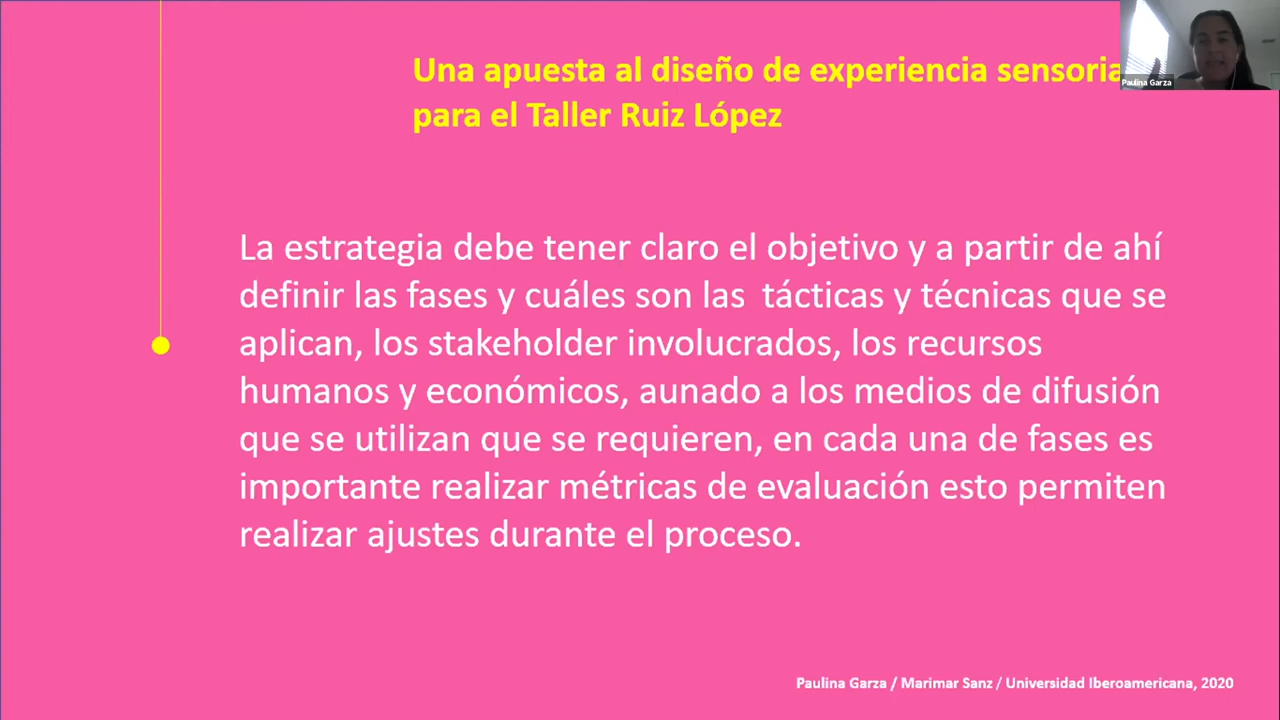 Una apuesta al diseño de experiencia sensoria
para el Taller Ruiz López
Paulina Garza
La estrategia debe tener claro el objetivo y a partir de ahí
definir las fases y cuáles son las tácticas y técnicas que se
aplican, los stakeholder involucrados, los recursos
humanos y económicos, aunado a los medios de difusión
que se utilizan que se requieren, en cada una de fases es
importante realizar métricas de evaluación esto permiten
realizar ajustes durante el proceso.
Paulina Garza / Marimar Sanz / Universidad Iberoamericana, 2020